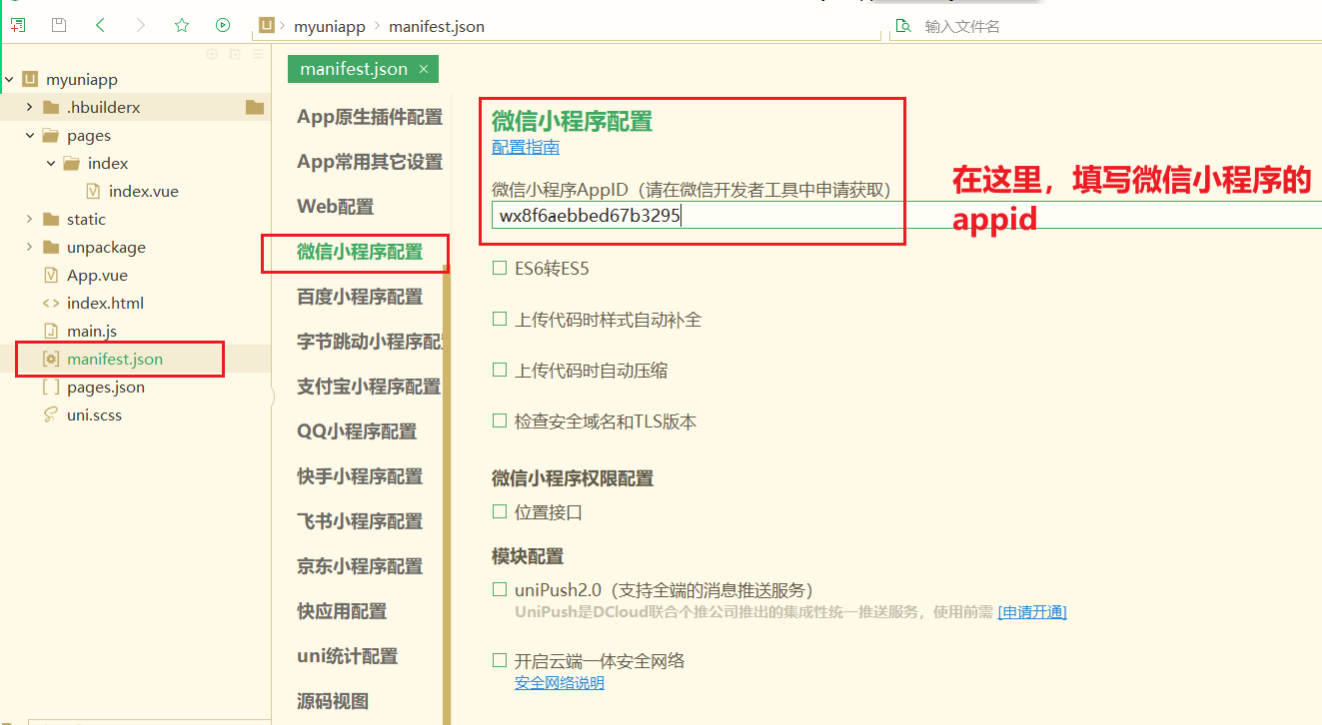 myuniapp
manifest.json
输入文件名
myuniapp
.hbuilderx
pages
index
index.vue
static
unpackage
App.vue
index.html
main.js
manifest.json
pages.json
uni.scss
manifest.json ×
App原生插件配置
App常用其它设置
Web配置
微信小程序配置
百度小程序配置
字节跳动小程序配
支付宝小程序配置
QQ小程序配置
快手小程序配置
飞书小程序配置
京东小程序配置
快应用配置
uni统计配置
源码视图
微信小程序配置
配置指南
微信小程序AppID（请在微信开发者工具中申请获取）
wx8f6aebbed67b3295
在这里，填写微信小程序的
appid
ES6转ES5
上传代码时样式自动补全
上传代码时自动压缩
检查安全域名和TLS版本
微信小程序权限配置
位置接口
模块配置
uniPush2.0（支持全端的消息推送服务）
UniPush是DCloud联合个推公司推出的集成性统一推送服务，使用前需 [申请开通]
开启云端一体安全网络
安全网络说明